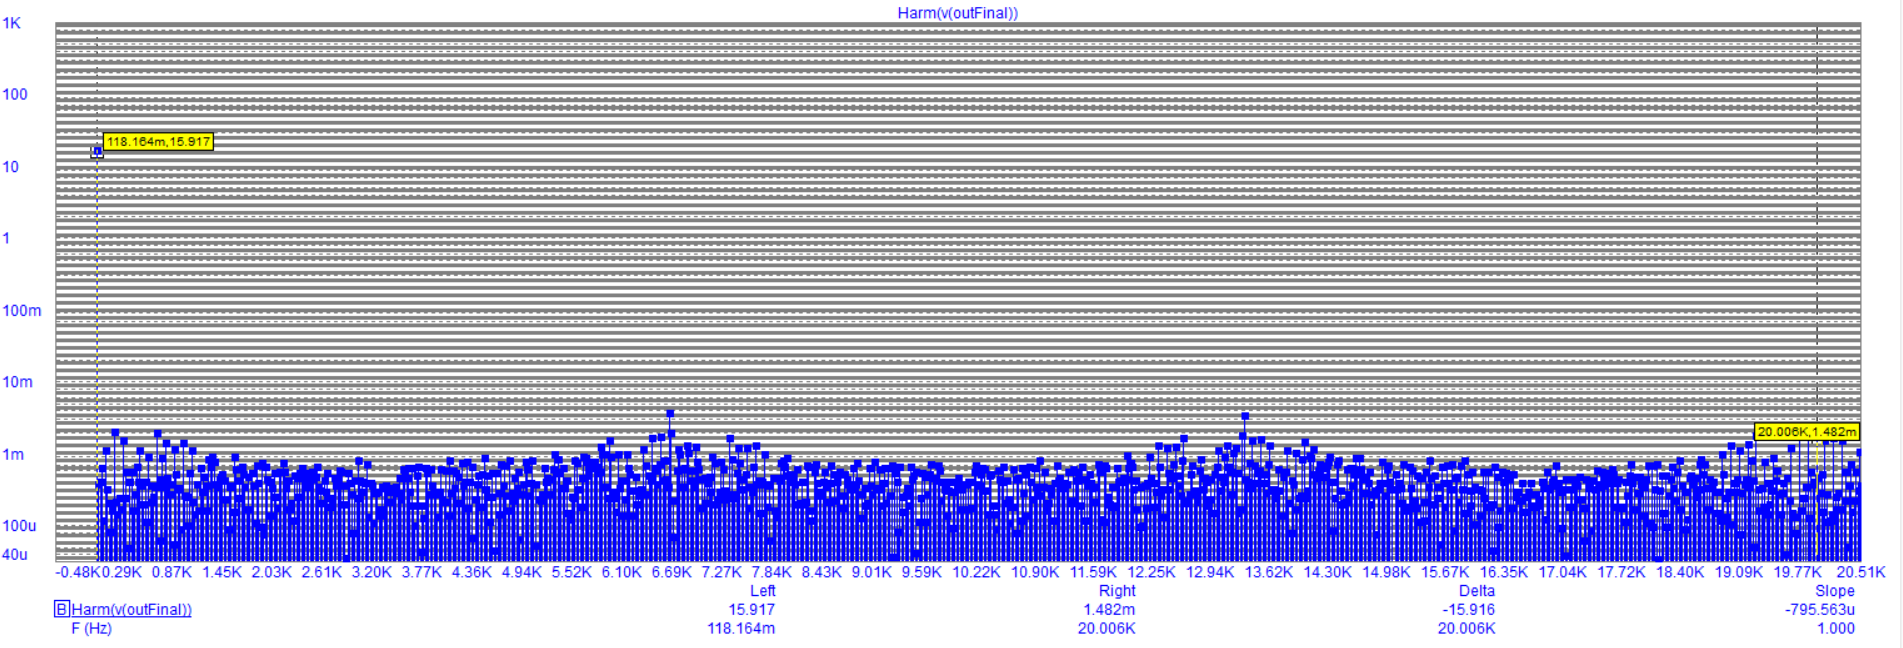 Harm(v(outFinal))
1K
100
118.164m,15.917
10
1
100m
10m
20.006K,1.482m
1m
100u
40u
-0.48K 0.29K 0.87K 1.45K 2.03K 2.61K 3.20K 3.77K 4.36K 4.94K 5.52K 6.10K 6.69K 7.27K 7.84K 8.43K 9.01K 9.59K 10.22K 10.90K 11.59K 12.25K 12.94K 13.62K 14.30K 14.98K 15.67K 16.35K 17.04K 17.72K 18.40K 19.09K 19.77K 20.51K
Left Right Delta Slope
B Harm(v(outFinal)) 15.917 1.482m -15.916 -795.563u
F (Hz) 118.164m 20.006K 20.006K 1.000